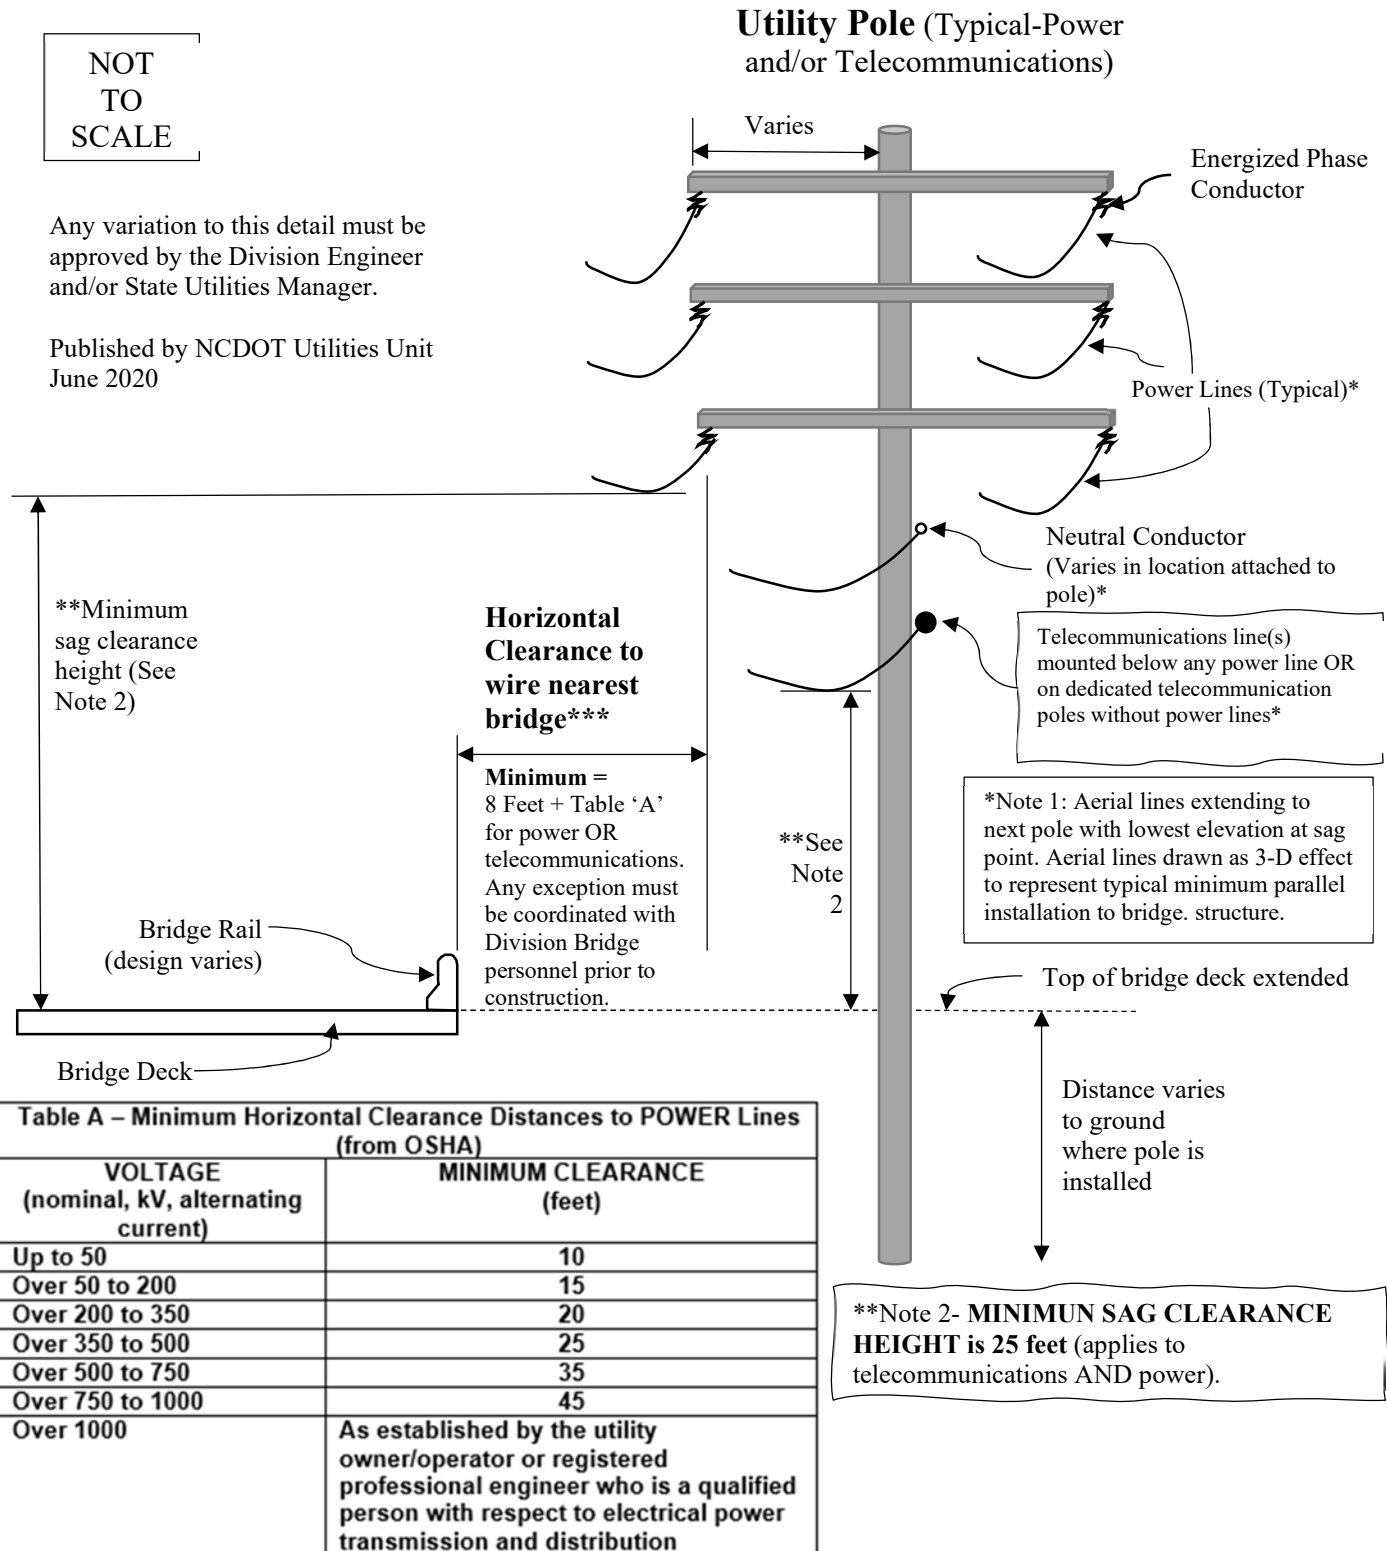 Utility Pole (Typical-Power
and/or Telecommunications)
NOT
TO
SCALE
Varies
Energized Phase
Conductor
Any variation to this detail must be
approved by the Division Engineer
and/or State Utilities Manager.
Published by NCDOT Utilities Unit
June 2020
Power Lines (Typical)*
Neutral Conductor
(Varies in location attached to
pole)*
**Minimum
sag clearance
height (See
Note 2)
Horizontal
Clearance to
wire nearest
bridge***
Telecommunications line(s)
mounted below any power line OR
on dedicated telecommunication
poles without power lines*
Minimum =
8 Feet + Table ‘A’
for power OR
telecommunications.
Any exception must
be coordinated with
Division Bridge
personnel prior to
construction.
**See
Note
2
*Note 1: Aerial lines extending to
next pole with lowest elevation at sag
point. Aerial lines drawn as 3-D effect
to represent typical minimum parallel
installation to bridge. structure.
Bridge Rail
(design varies)
Top of bridge deck extended
Bridge Deck
Distance varies
to ground
where pole is
installed
Table A – Minimum Horizontal Clearance Distances to POWER Lines
(from OSHA)
VOLTAGE
(nominal, kV, alternating
current)
MINIMUM CLEARANCE
(feet)
Up to 50 10
Over 50 to 200 15
Over 200 to 350 20
Over 350 to 500 25
Over 500 to 750 35
Over 750 to 1000 45
Over 1000
As established by the utility
owner/operator or registered
professional engineer who is a qualified
person with respect to electrical power
transmission and distribution
**Note 2- MINIMUN SAG CLEARANCE
HEIGHT is 25 feet (applies to
telecommunications AND power).